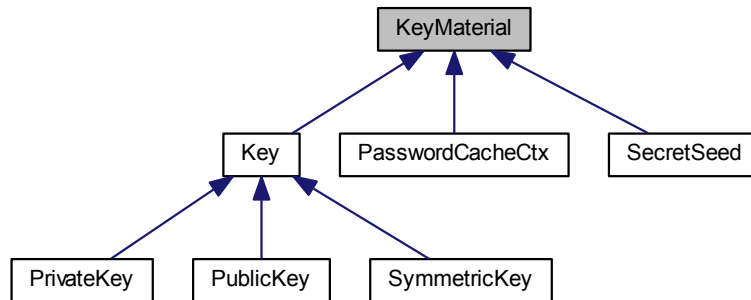 KeyMaterial
Key
PasswordCacheCtx
SecretSeed
PrivateKey
PublicKey
SymmetricKey